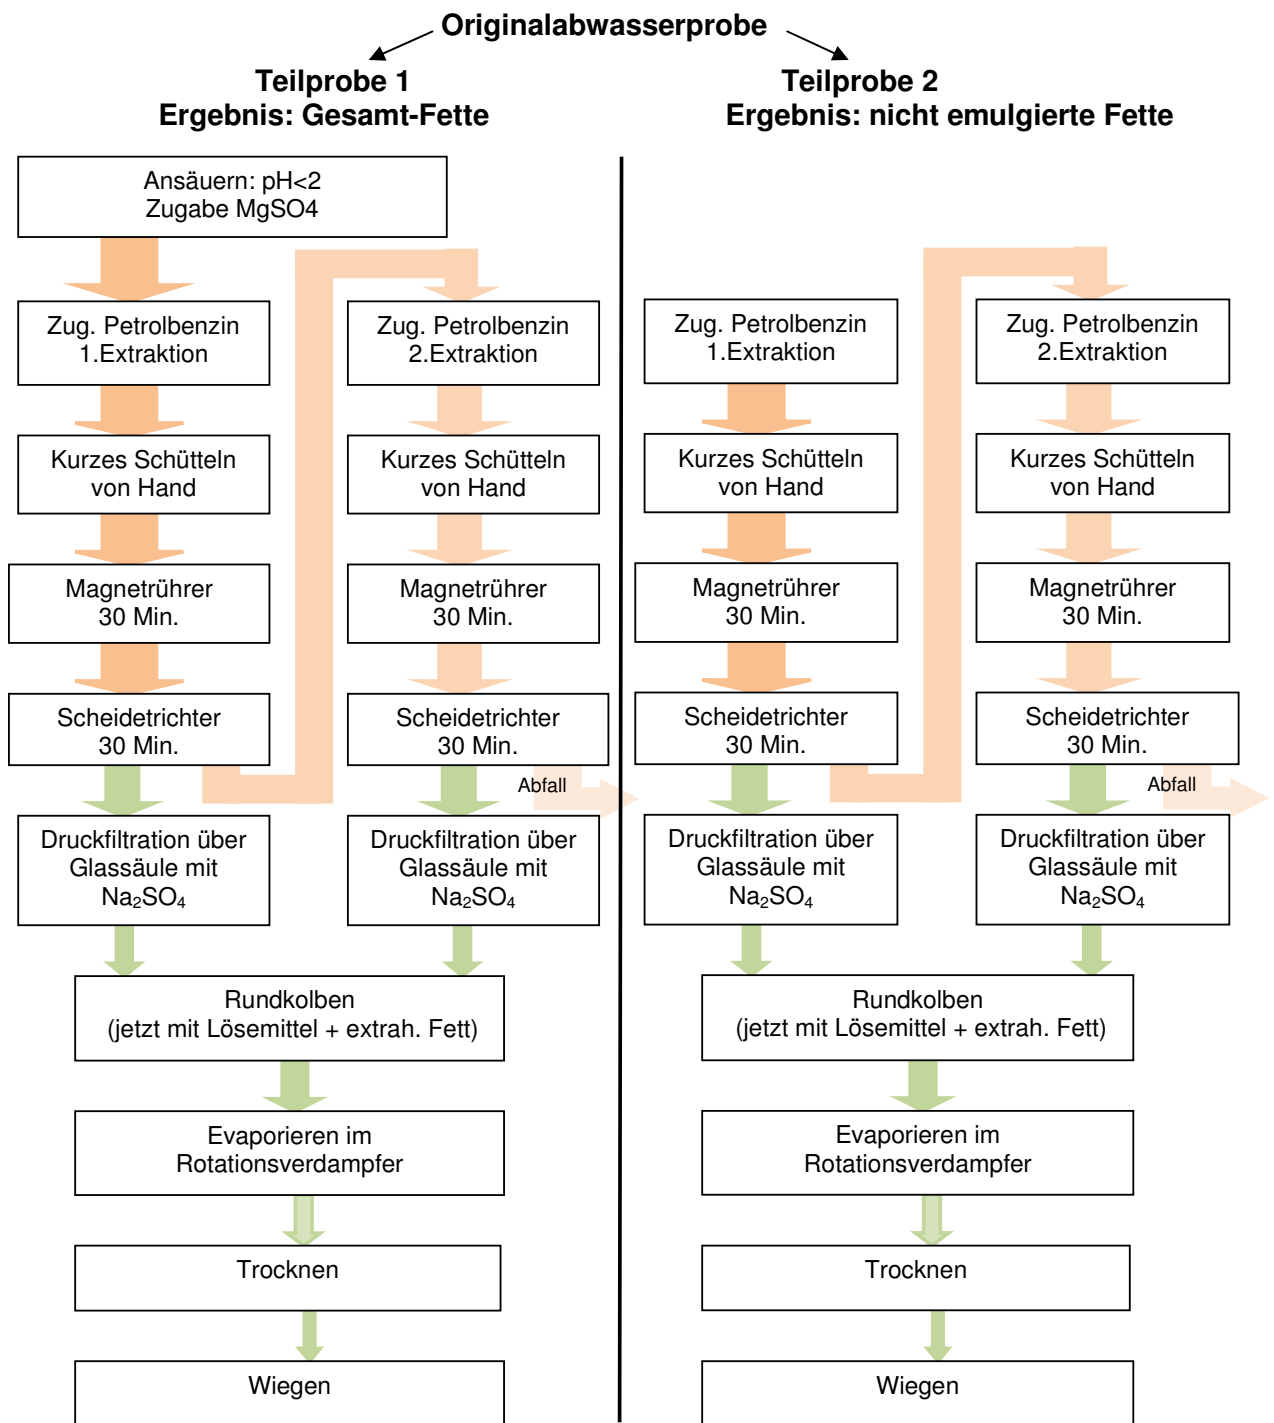 Originalabwasserprobe
Teilprobe 1
Ergebnis: Gesamt-Fette
Ansäuern: pH<2
Zugabe MgSO4
Zug. Petrolbenzin
1.Extraktion
Kurzes Schütteln
von Hand
Magnetrührer
30 Min.
Scheidetrichter
30 Min.
Druckfiltration über
Glassäule mit
Na₂SO₄
Zug. Petrolbenzin
2.Extraktion
Kurzes Schütteln
von Hand
Magnetrührer
30 Min.
Scheidetrichter
30 Min.
Abfall
Druckfiltration über
Glassäule mit
Na₂SO₄
Rundkolben
(jetzt mit Lösemittel + extrah. Fett)
Evaporieren im
Rotationsverdampfer
Trocknen
Wiegen
Teilprobe 2
Ergebnis: nicht emulgierte Fette
Zug. Petrolbenzin
1.Extraktion
Kurzes Schütteln
von Hand
Magnetrührer
30 Min.
Scheidetrichter
30 Min.
Druckfiltration über
Glassäule mit
Na₂SO₄
Zug. Petrolbenzin
2.Extraktion
Kurzes Schütteln
von Hand
Magnetrührer
30 Min.
Scheidetrichter
30 Min.
Abfall
Druckfiltration über
Glassäule mit
Na₂SO₄
Rundkolben
(jetzt mit Lösemittel + extrah. Fett)
Evaporieren im
Rotationsverdampfer
Trocknen
Wiegen